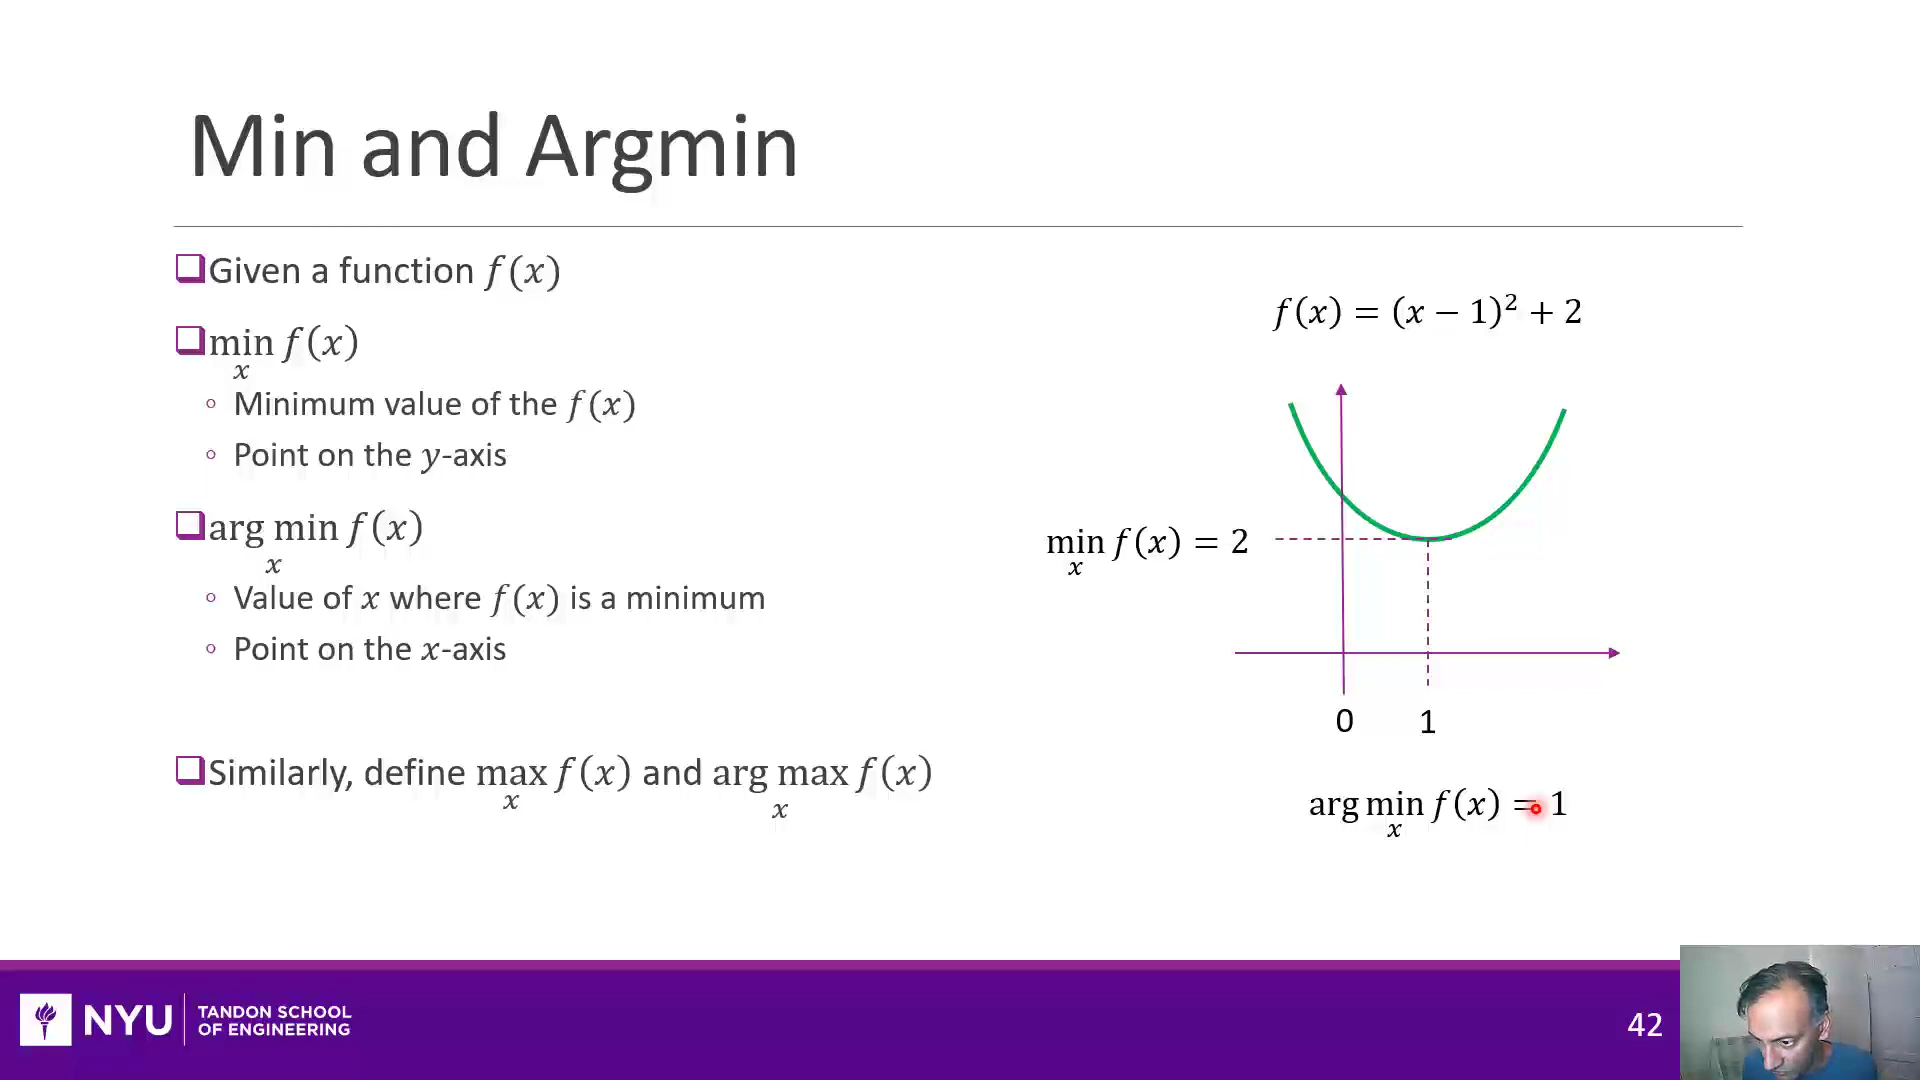 Min and Argmin
Given a function f(x)
min f(x)
x
Minimum value of the f(x)
Point on the y-axis
arg min f(x)
x
Value of x where f(x) is a minimum
Point on the x-axis
Similarly, define max f(x) and arg max f(x)
x x
f(x) = (x − 1)² + 2
min f(x) = 2
x
0 1
arg min f(x) = 1
x
NYU
TANDON SCHOOL
OF ENGINEERING
42